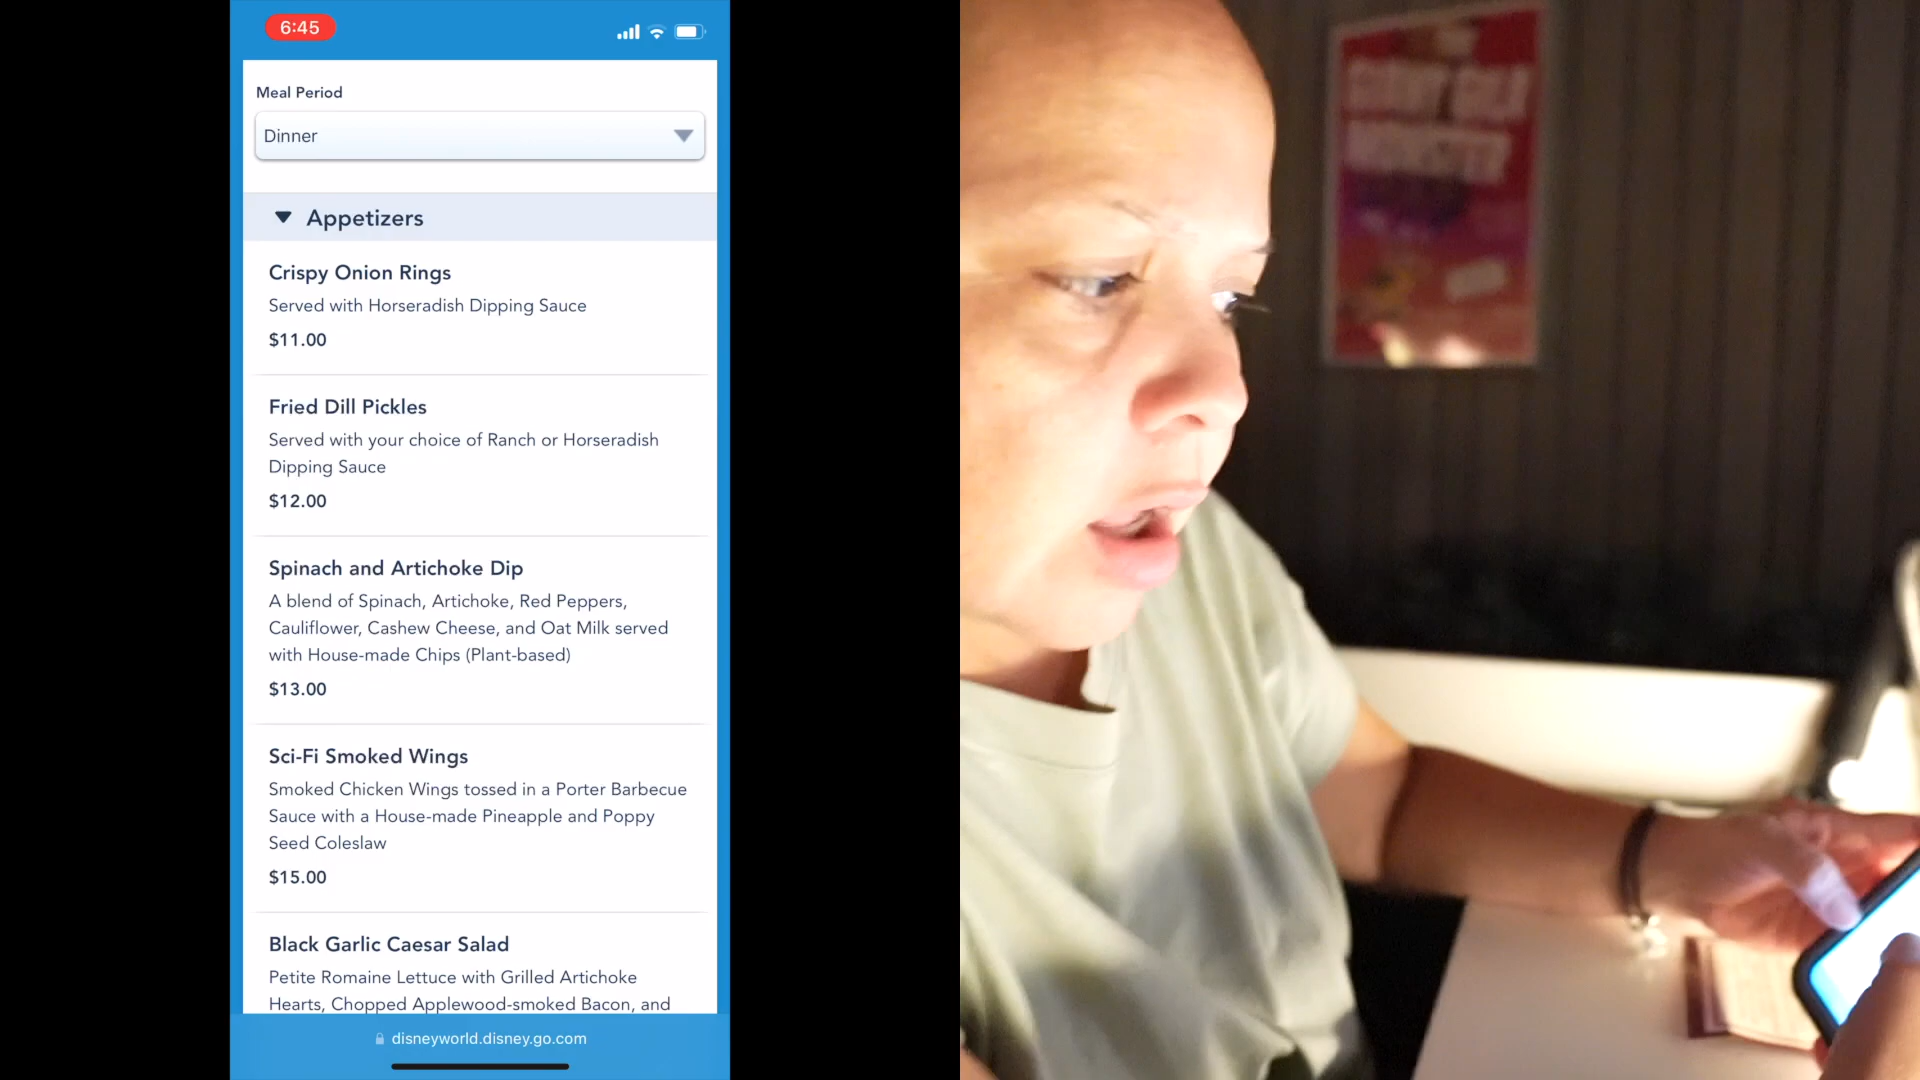 6:45
Meal Period
Dinner
Appetizers
Crispy Onion Rings
Served with Horseradish Dipping Sauce
$11.00
Fried Dill Pickles
Served with your choice of Ranch or Horseradish
Dipping Sauce
$12.00
Spinach and Artichoke Dip
A blend of Spinach, Artichoke, Red Peppers,
Cauliflower, Cashew Cheese, and Oat Milk served
with House-made Chips (Plant-based)
$13.00
Sci-Fi Smoked Wings
Smoked Chicken Wings tossed in a Porter Barbecue
Sauce with a House-made Pineapple and Poppy
Seed Coleslaw
$15.00
Black Garlic Caesar Salad
Petite Romaine Lettuce with Grilled Artichoke
Hearts, Chopped Applewood-smoked Bacon, and
disneyworld.disney.go.com
MONSTER